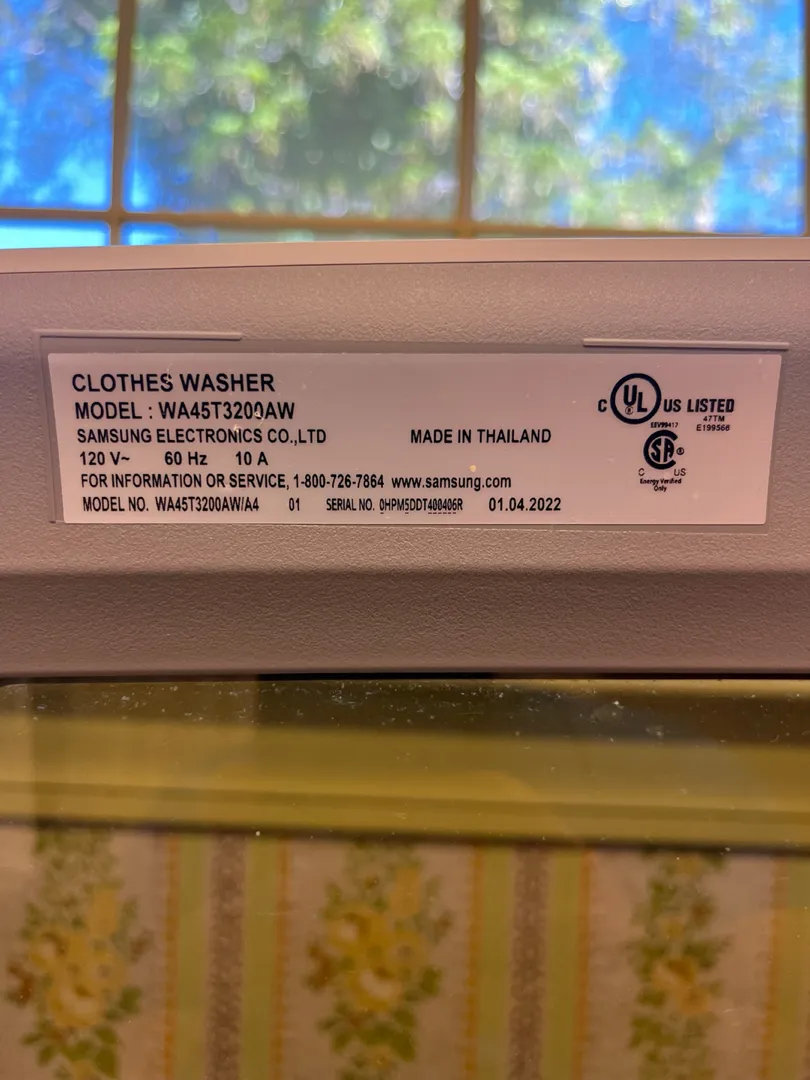 CLOTHES WASHER
MODEL : WA45T3200AW
SAMSUNG ELECTRONICS CO.,LTD MADE IN THAILAND
120 V~ 60 Hz 10 A
FOR INFORMATION OR SERVICE, 1-800-726-7864 www.samsung.com
MODEL NO. WA45T3200AW/A4 01 SERIAL NO. 0HPM5DDT400406R 01.04.2022
C UL ® US LISTED
47TM
E199566
SA ®
C US
Energy Verified
Only